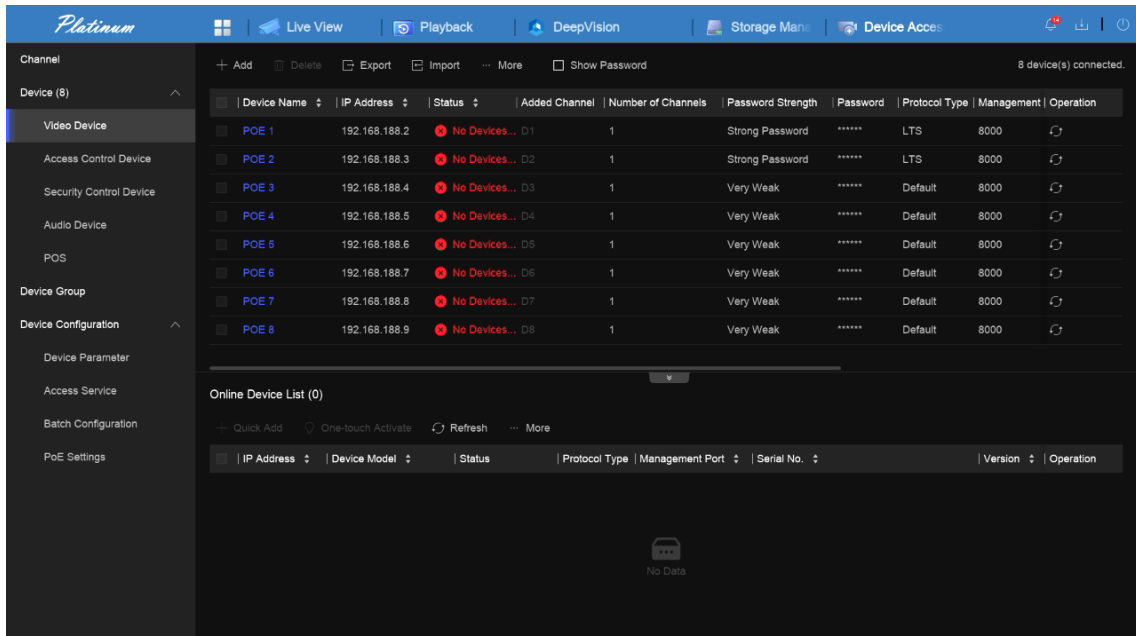 Platinum
Live View
Playback
DeepVision
Storage Mana
Device Acces
14
Channel
Device (8)
Video Device
Access Control Device
Security Control Device
Audio Device
POS
Device Group
Device Configuration
Device Parameter
Access Service
Batch Configuration
PoE Settings
Add Delete Export Import ··· More Show Password 8 device(s) connected.
Device Name | IP Address | Status | Added Channel | Number of Channels | Password Strength | Password | Protocol Type | Management | Operation
POE 1 192.168.188.2 No Devices... D1 1 Strong Password ****** LTS 8000
POE 2 192.168.188.3 No Devices... D2 1 Strong Password ****** LTS 8000
POE 3 192.168.188.4 No Devices... D3 1 Very Weak ****** Default 8000
POE 4 192.168.188.5 No Devices... D4 1 Very Weak ****** Default 8000
POE 5 192.168.188.6 No Devices... D5 1 Very Weak ****** Default 8000
POE 6 192.168.188.7 No Devices... D6 1 Very Weak ****** Default 8000
POE 7 192.168.188.8 No Devices... D7 1 Very Weak ****** Default 8000
POE 8 192.168.188.9 No Devices... D8 1 Very Weak ****** Default 8000
Online Device List (0)
Quick Add One-touch Activate Refresh ··· More
IP Address | Device Model | Status | Protocol Type | Management Port | Serial No. | Version | Operation
No Data